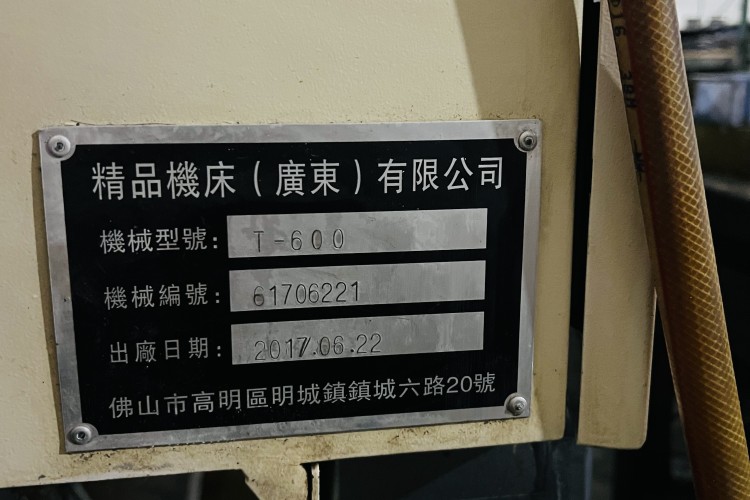 精品機床（廣東）有限公司
機械型號：T-600
機械編號：61706221
出廠日期：2017.06.22
佛山市高明區明城鎮鎮城六路20號